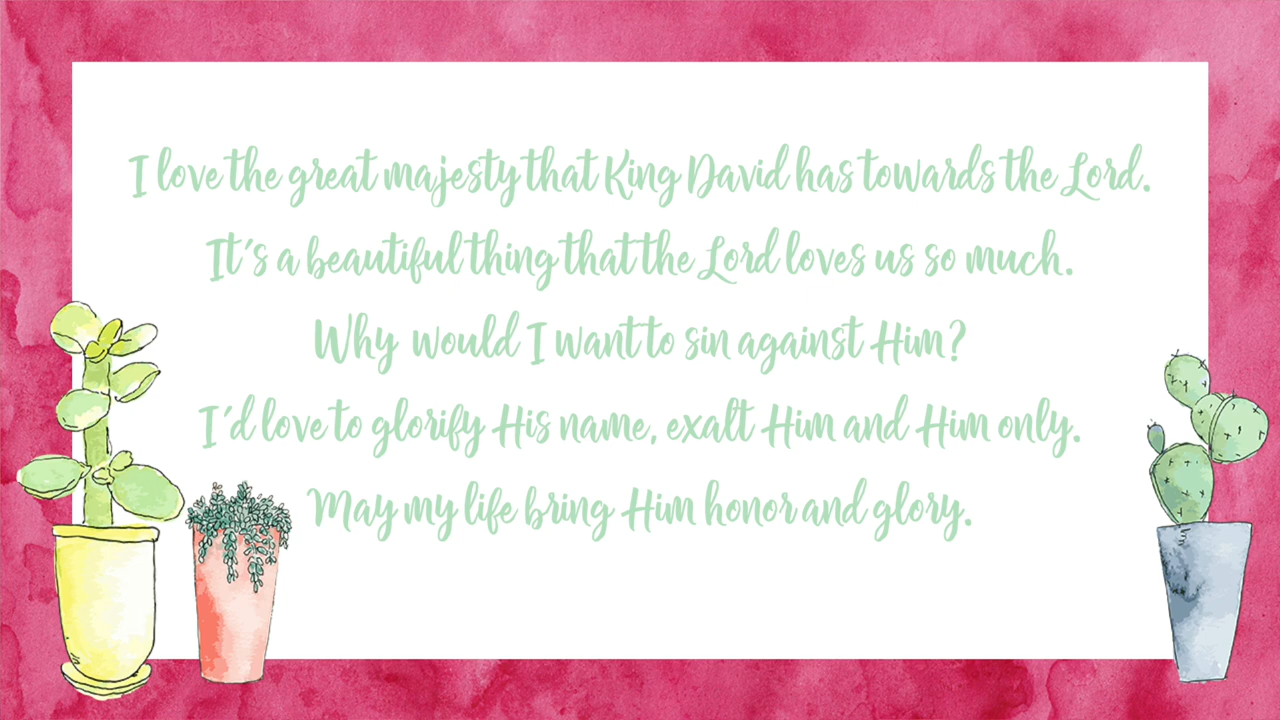 I love the great majesty that King David has towards the Lord.
It's a beautiful thing that the Lord loves us so much.
Why would I want to sin against Him?
I'd love to glorify His name, exalt Him and Him only.
May my life bring Him honor and glory.